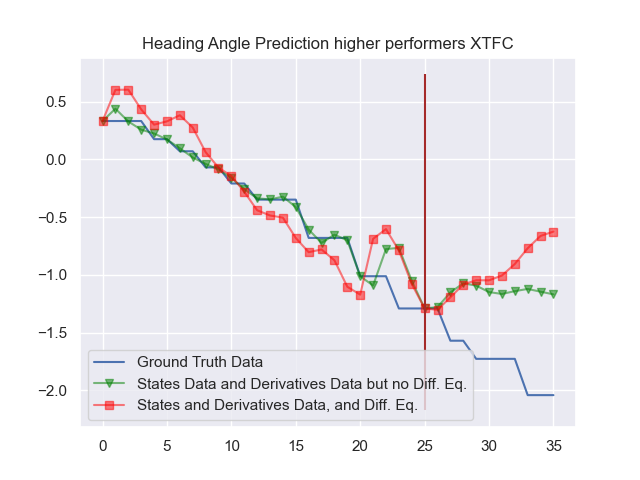 Heading Angle Prediction higher performers XTFC
0.5
0.0
−0.5
−1.0
−1.5
−2.0
Ground Truth Data
States Data and Derivatives Data but no Diff. Eq.
States and Derivatives Data, and Diff. Eq.
0 5 10 15 20 25 30 35